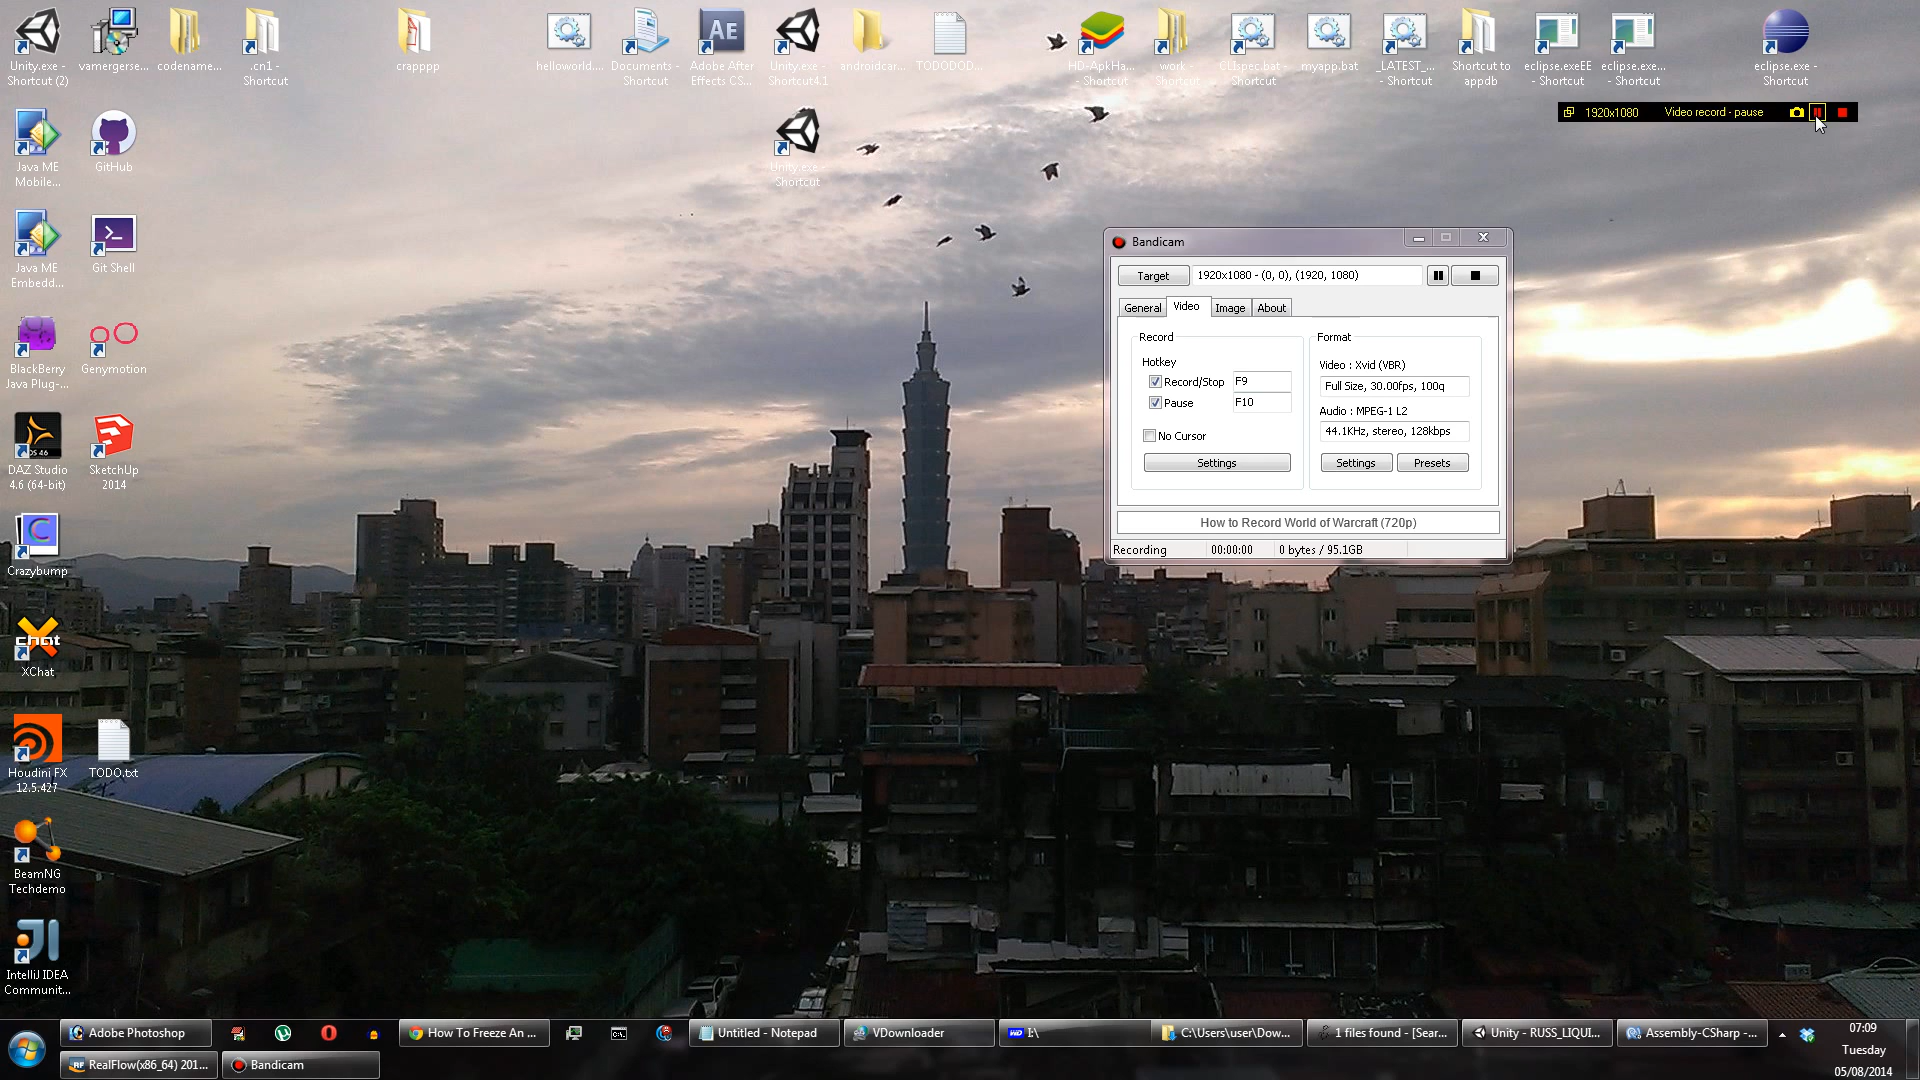 Unity.exe - Shortcut (2)
vamergerse...
codename...
.cn1 - Shortcut
crapppp
helloworld....
Documents - Shortcut
Adobe After Effects CS...
Unity.exe - Shortcut4.1
androidcar...
TODODOD...
HD-ApkHa... - Shortcut
work - Shortcut
CLIspec.bat - Shortcut
myapp.bat
_LATEST_... - Shortcut
Shortcut to appdb
eclipse.exeEE - Shortcut
eclipse.exe... - Shortcut
eclipse.exe - Shortcut
1920x1080 Video record - pause
Java ME Mobile...
GitHub
Unity.exe - Shortcut
Java ME Embedd...
Git Shell
BlackBerry Java Plug-...
Genymotion
DS 46
DAZ Studio 4.6 (64-bit)
SketchUp 2014
Crazybump
chat
XChat
Houdini FX 12.5.427
TODO.txt
BeamNG Techdemo
IntelliJ IDEA Communit...
Bandicam
Target 1920x1080 - (0, 0), (1920, 1080)
General Video Image About
Record
Hotkey
Record/Stop F9
Pause F10
No Cursor
Settings
Format
Video : Xvid (VBR)
Full Size, 30.00fps, 100q
Audio : MPEG-1 L2
44.1KHz, stereo, 128kbps
Settings Presets
How to Record World of Warcraft (720p)
Recording 00:00:00 0 bytes / 95.1GB
Adobe Photoshop
How To Freeze An ...
Untitled - Notepad
VDownloader
I:\
C:\Users\user\Dow...
1 files found - [Sear...
Unity - RUSS_LIQUI...
Assembly-CSharp -...
RealFlow(x86_64) 201...
Bandicam
07:09
Tuesday
05/08/2014